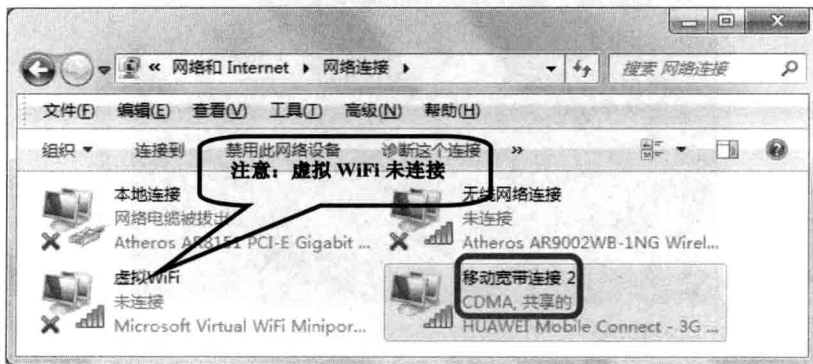 « 网络和 Internet ▸ 网络连接 ▸
搜索 网络连接
文件(F) 编辑(E) 查看(V) 工具(T) 高级(N) 帮助(H)
组织 ▾ 连接到 禁用此网络设备 诊断这个连接 »
注意：虚拟 WiFi 未连接
本地连接
网络电缆被拔出
Atheros AR8151 PCI-E Gigabit ...
无线网络连接
未连接
Atheros AR9002WB-1NG Wirel...
虚拟WiFi
未连接
Microsoft Virtual WiFi Minipor...
移动宽带连接 2
CDMA, 共享的
HUAWEI Mobile Connect - 3G ...